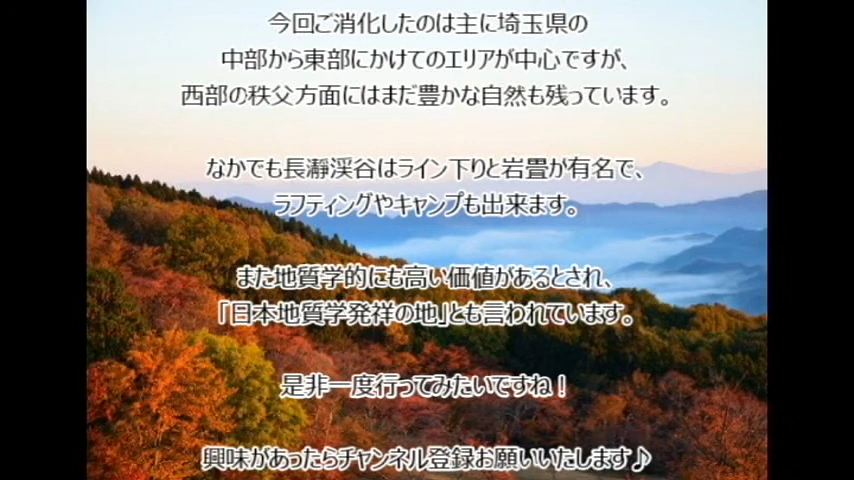 今回ご消化したのは主に埼玉県の
中部から東部にかけてのエリアが中心ですが、
西部の秩父方面にはまだ豊かな自然も残っています。
なかでも長瀞渓谷はライン下りと岩畳が有名で、
ラフティングやキャンプも出来ます。
また地質学的にも高い価値があるとされ、
「日本地質学発祥の地」とも言われています。
是非一度行ってみたいですね！
興味があったらチャンネル登録お願いいたします♪